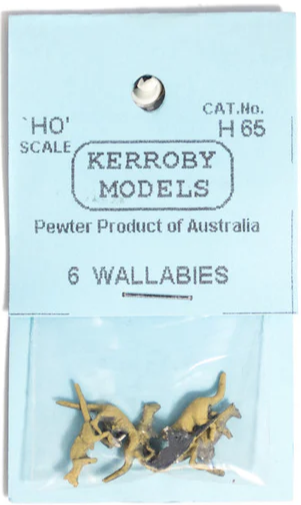 `HO'
SCALE
CAT.No.
H 65
KERROBY
MODELS
Pewter Product of Australia
6 WALLABIES